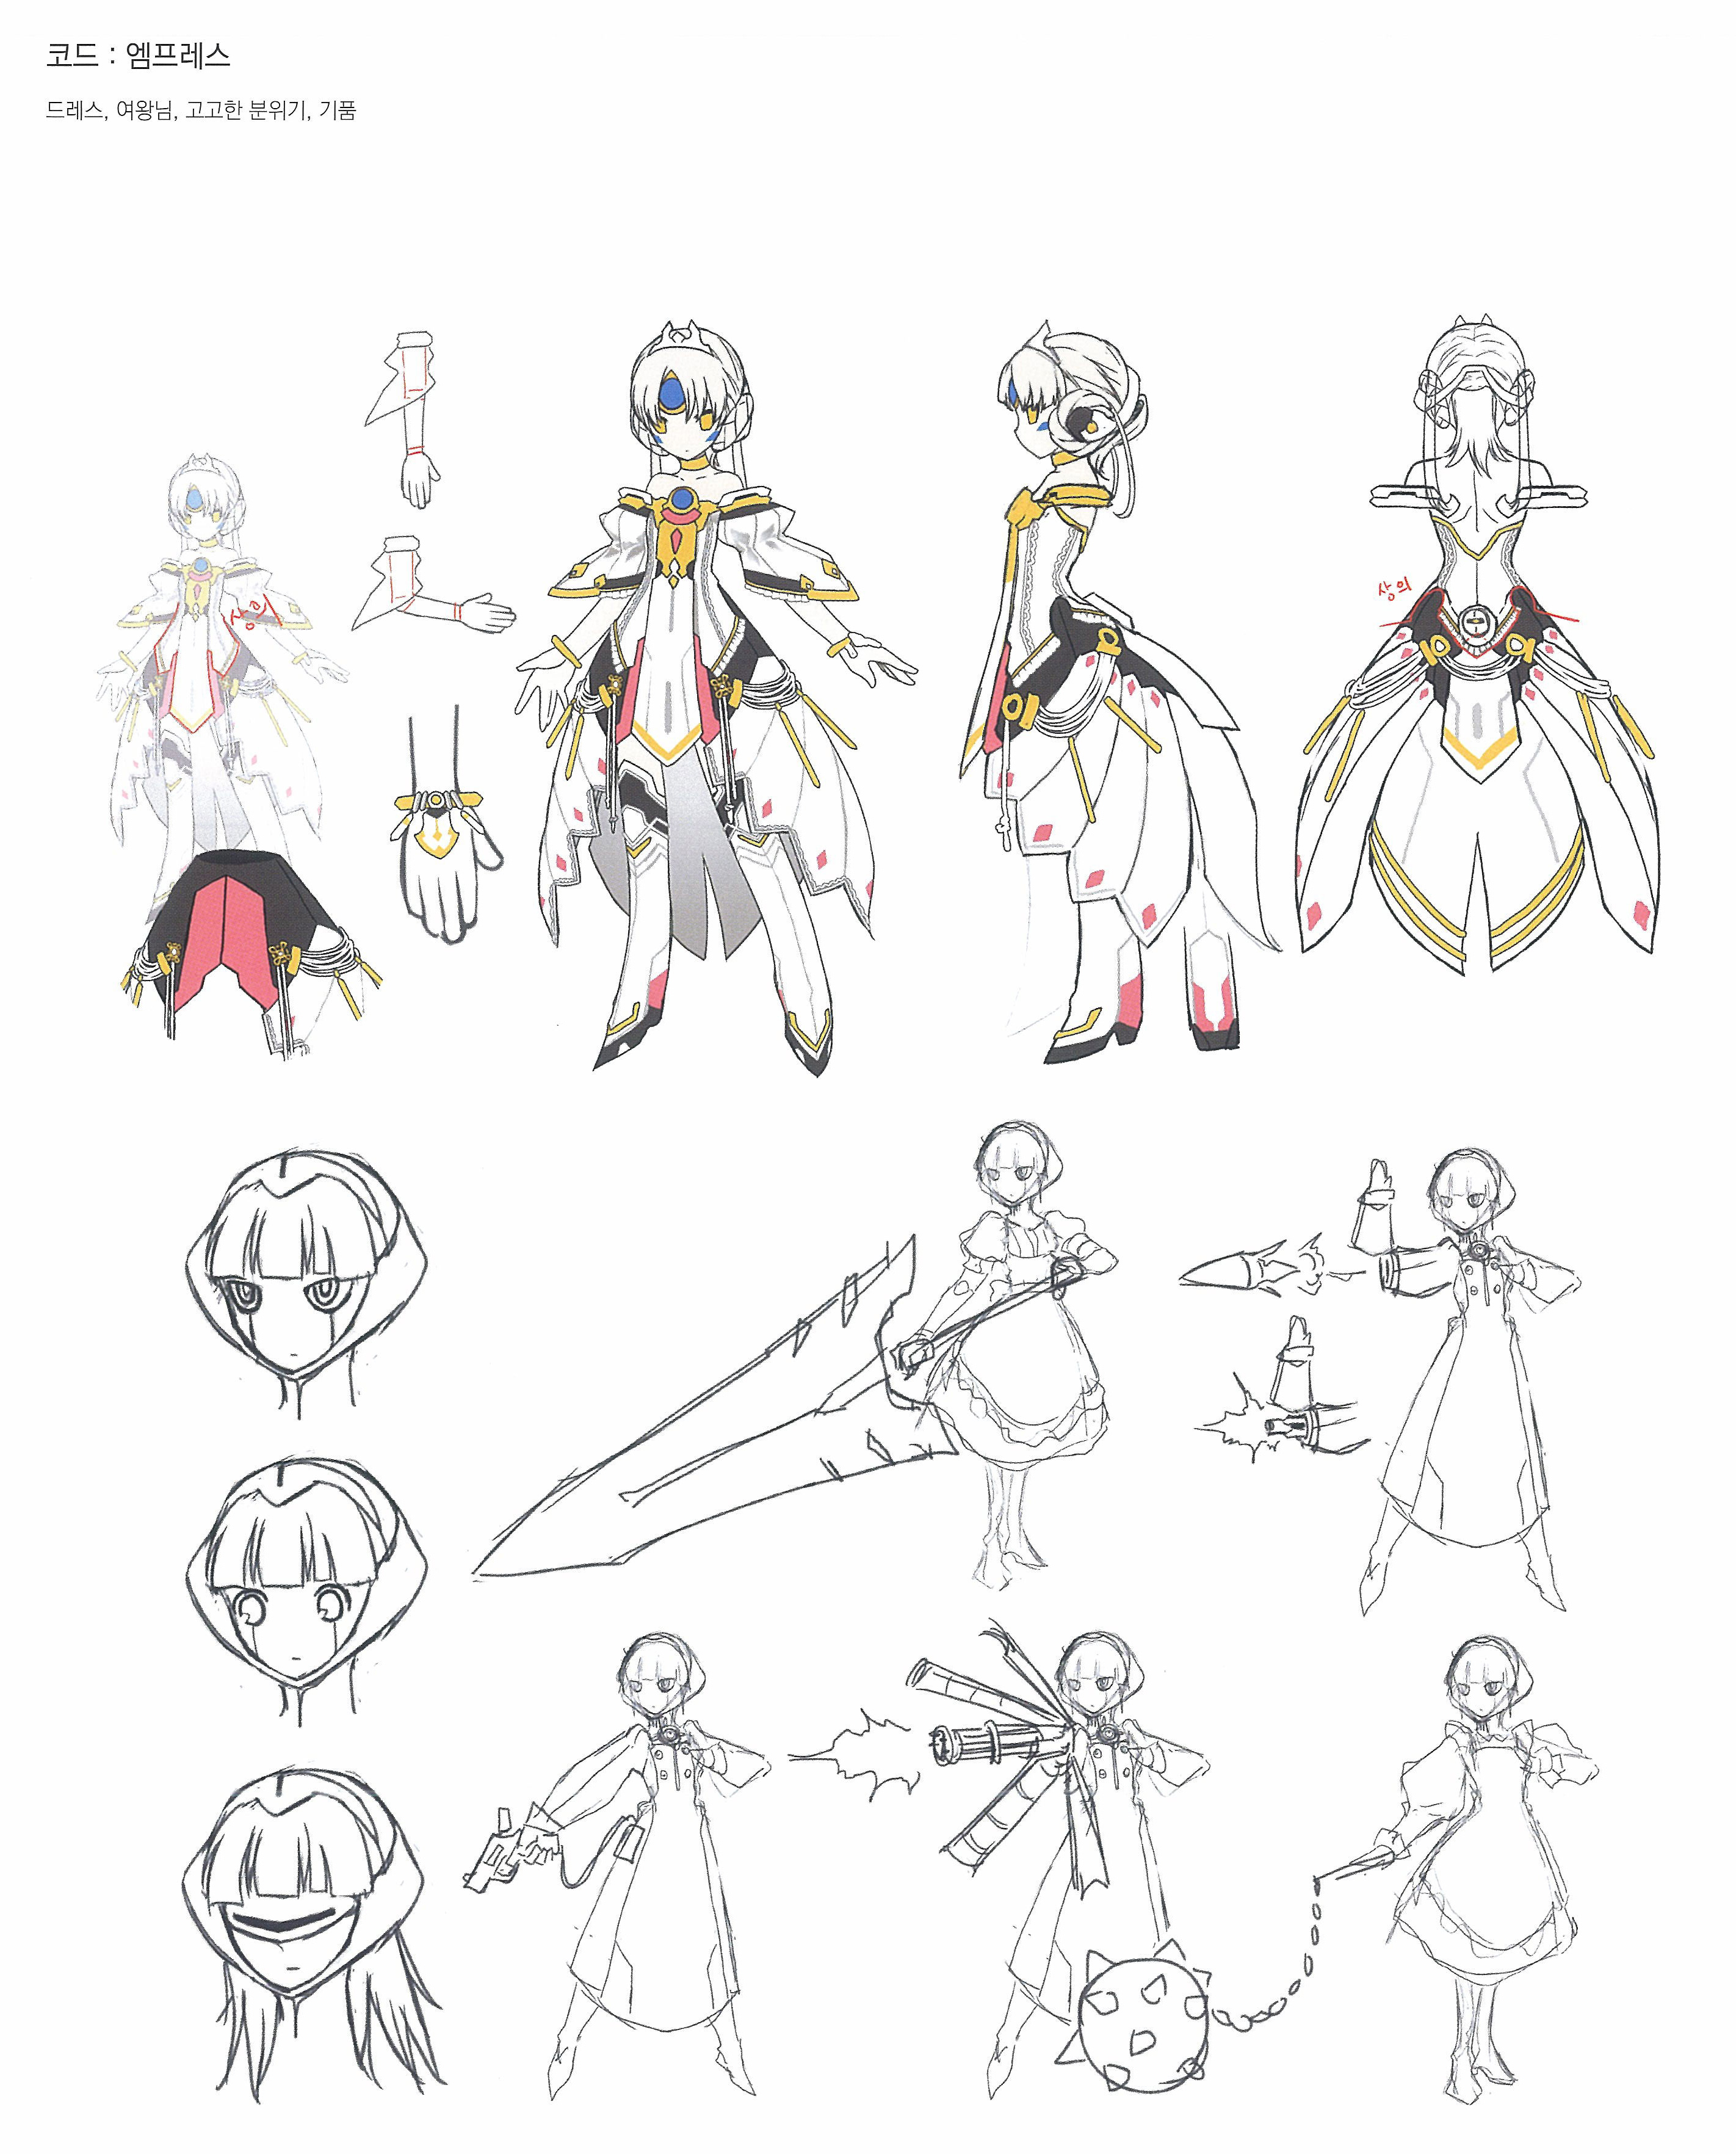 코드 : 엠프레스
드레스, 여왕님, 고고한 분위기, 기품
상의
상의